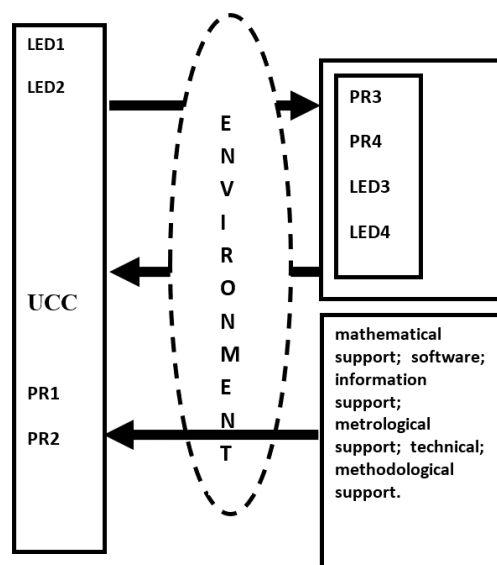 LED1
LED2
UCC
PR1
PR2
ENVIRONMENT
PR3
PR4
LED3
LED4
mathematical
support; software;
information
support;
metrological
support; technical;
methodological
support.